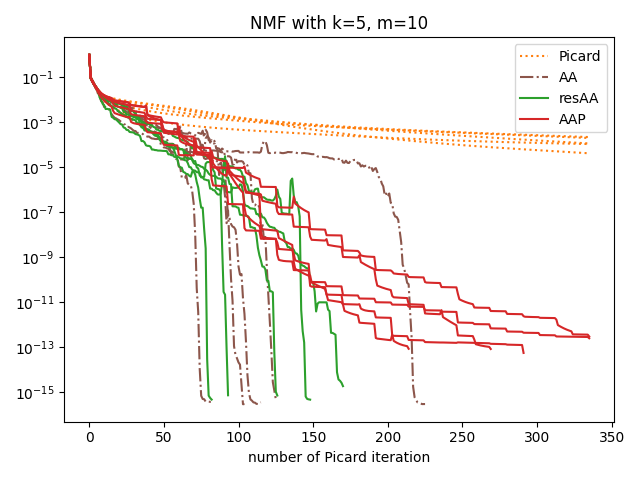 NMF with k=5, m=10
Picard
AA
resAA
AAP
10⁻¹
10⁻³
10⁻⁵
10⁻⁷
10⁻⁹
10⁻¹¹
10⁻¹³
10⁻¹⁵
0 50 100 150 200 250 300 350
number of Picard iteration